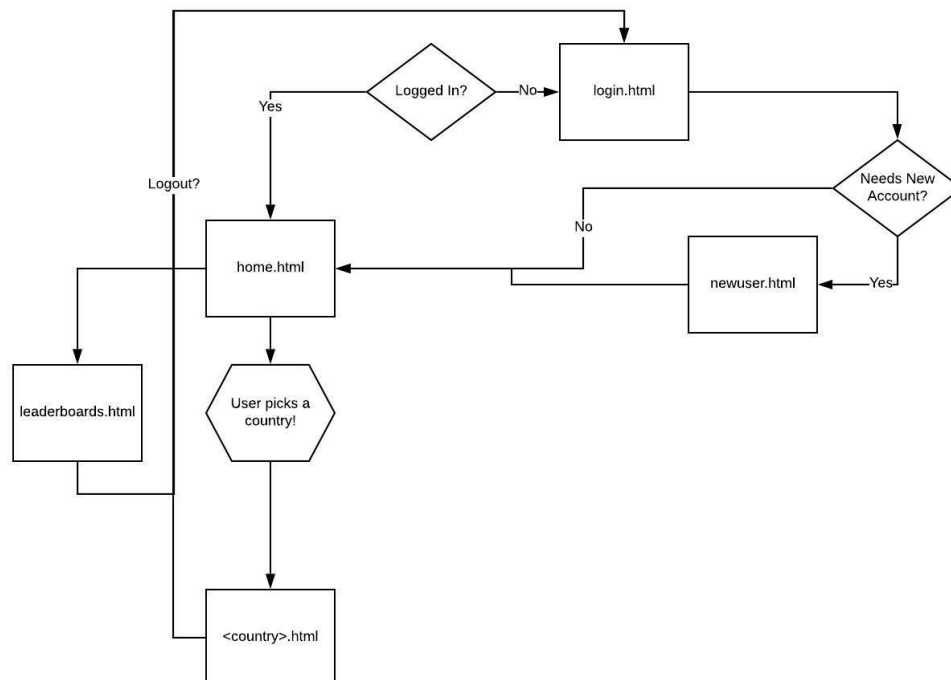 Logged In?
No
login.html
Yes
Logout?
Needs New
Account?
No
home.html
newuser.html
Yes
leaderboards.html
User picks a
country!
<country>.html